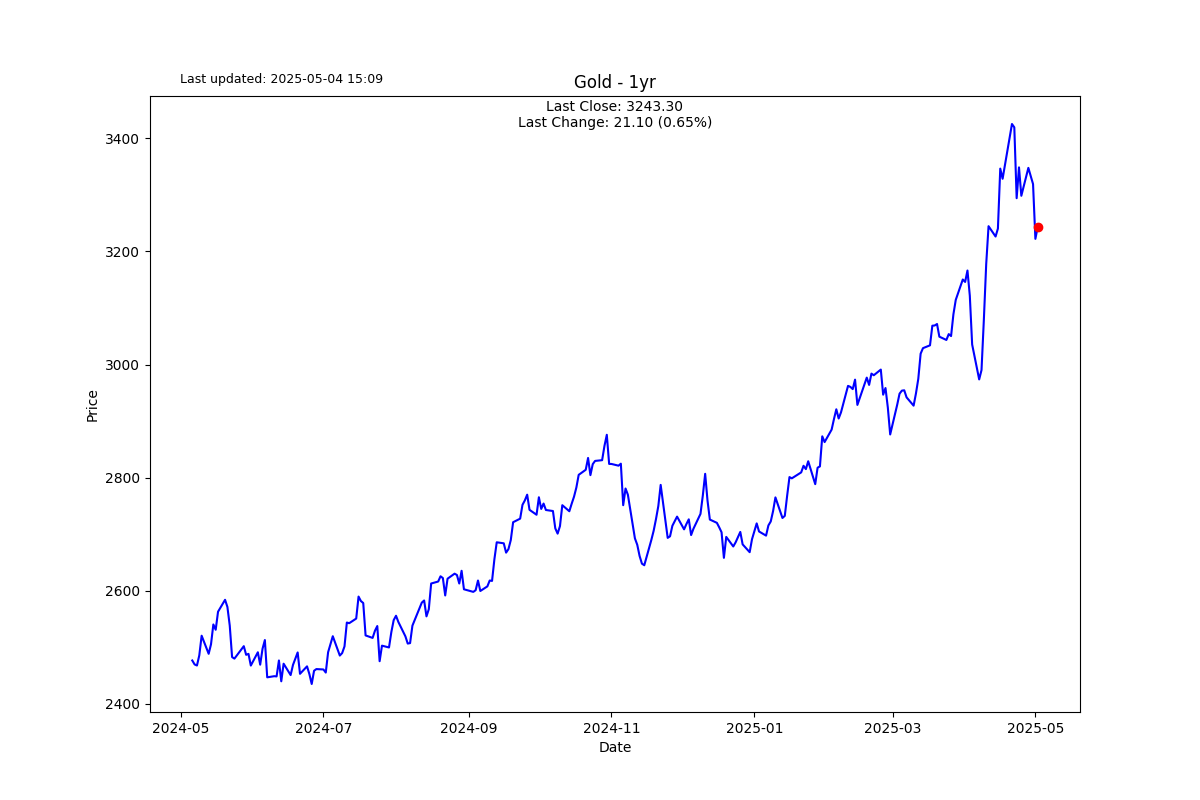 Last updated: 2025-05-04 15:09
Gold - 1yr
Last Close: 3243.30
Last Change: 21.10 (0.65%)
3400
3200
3000
2800
2600
2400
Price
2024-05
2024-07
2024-09
2024-11
2025-01
2025-03
2025-05
Date